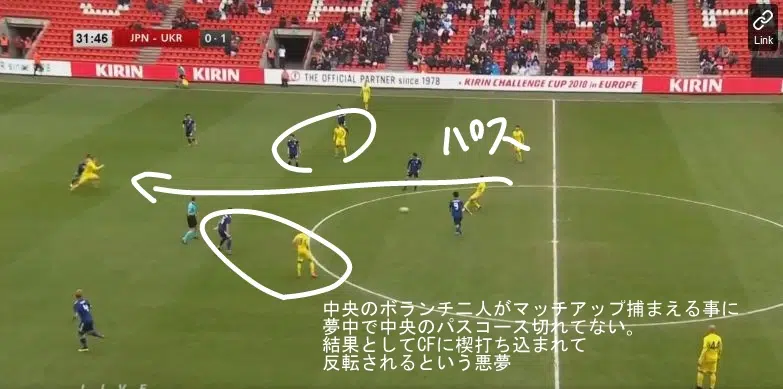 Link
31:46 JPN - UKR 0 - 1
KIRIN KIRIN THE OFFICIAL PARTNER since 1978 KIRIN CHALLENGE CUP 2018 in EUROPE KIRIN
パス
9
中央のボランチ二人がマッチアップ捕まえる事に
夢中で中央のパスコース切れてない。
結果としてCFに楔打ち込まれて
反転されるという悪夢
44
LIVE